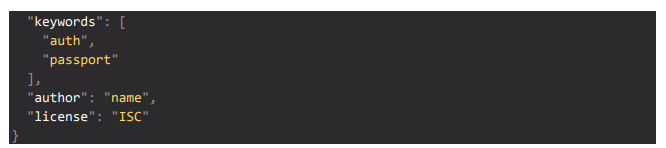 "keywords": [
"auth",
"passport"
],
"author": "name",
"license": "ISC"
}